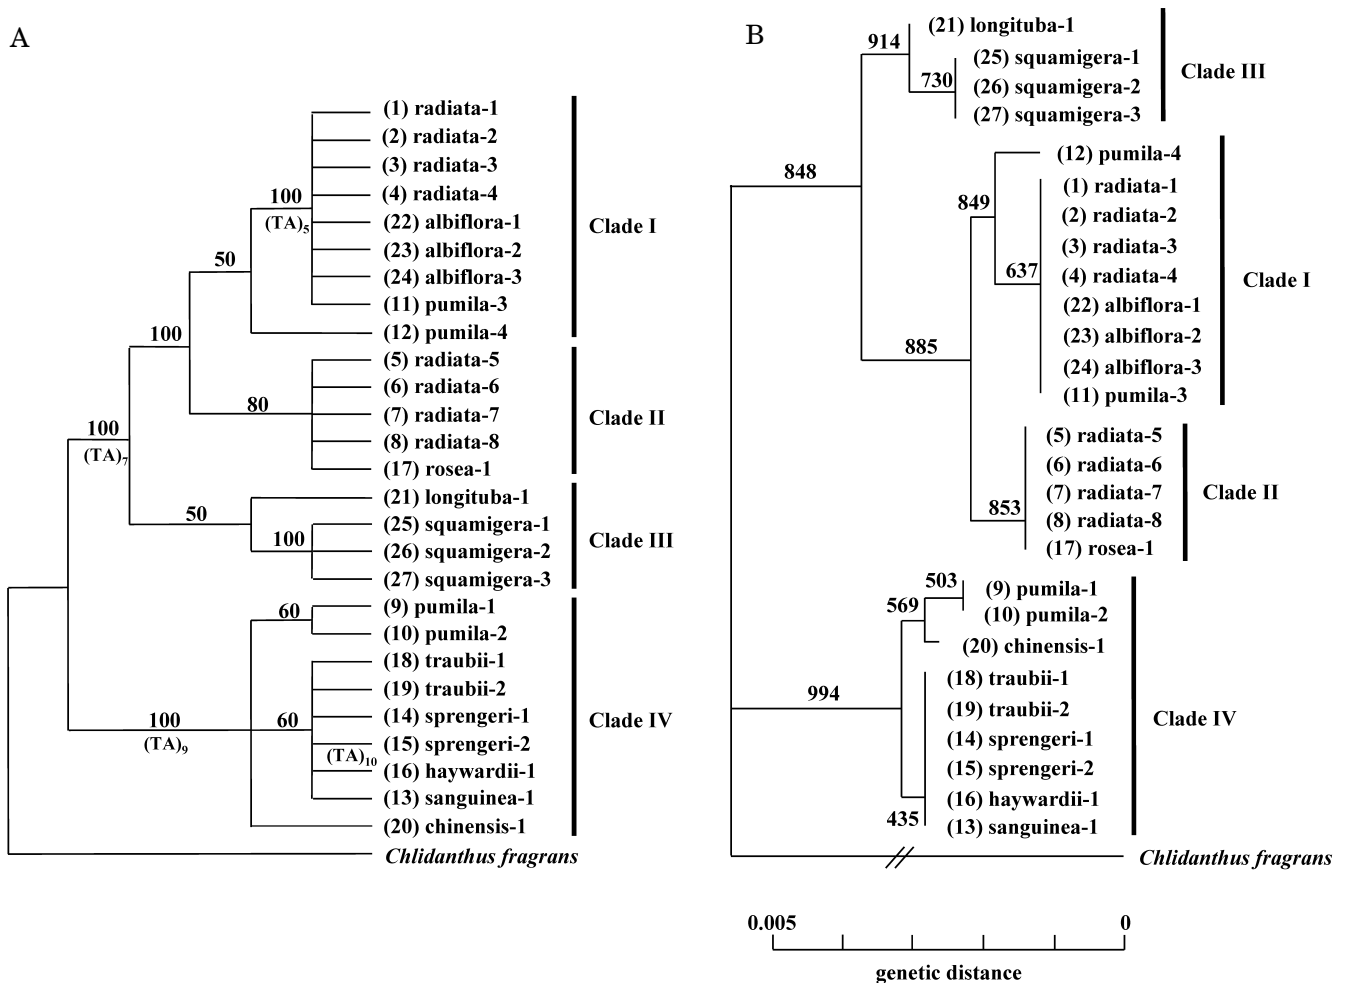 A
(1) radiata-1
(2) radiata-2
(3) radiata-3
(4) radiata-4
(22) albiflora-1
(23) albiflora-2
(24) albiflora-3
(11) pumila-3
(12) pumila-4
(5) radiata-5
(6) radiata-6
(7) radiata-7
(8) radiata-8
(17) rosea-1
(21) longituba-1
(25) squamigera-1
(26) squamigera-2
(27) squamigera-3
(9) pumila-1
(10) pumila-2
(18) traubii-1
(19) traubii-2
(14) sprengeri-1
(15) sprengeri-2
(16) haywardii-1
(13) sanguinea-1
(20) chinensis-1
Chlidanthus fragrans
100
(TA)5
50
100
80
100
(TA)7
50
100
60
100
(TA)9
60
(TA)10
Clade I
Clade II
Clade III
Clade IV
B
(21) longituba-1
(25) squamigera-1
(26) squamigera-2
(27) squamigera-3
(12) pumila-4
(1) radiata-1
(2) radiata-2
(3) radiata-3
(4) radiata-4
(22) albiflora-1
(23) albiflora-2
(24) albiflora-3
(11) pumila-3
(5) radiata-5
(6) radiata-6
(7) radiata-7
(8) radiata-8
(17) rosea-1
(9) pumila-1
(10) pumila-2
(20) chinensis-1
(18) traubii-1
(19) traubii-2
(14) sprengeri-1
(15) sprengeri-2
(16) haywardii-1
(13) sanguinea-1
Chlidanthus fragrans
914
730
848
849
637
885
853
503
569
994
435
Clade III
Clade I
Clade II
Clade IV
0.005 0
genetic distance